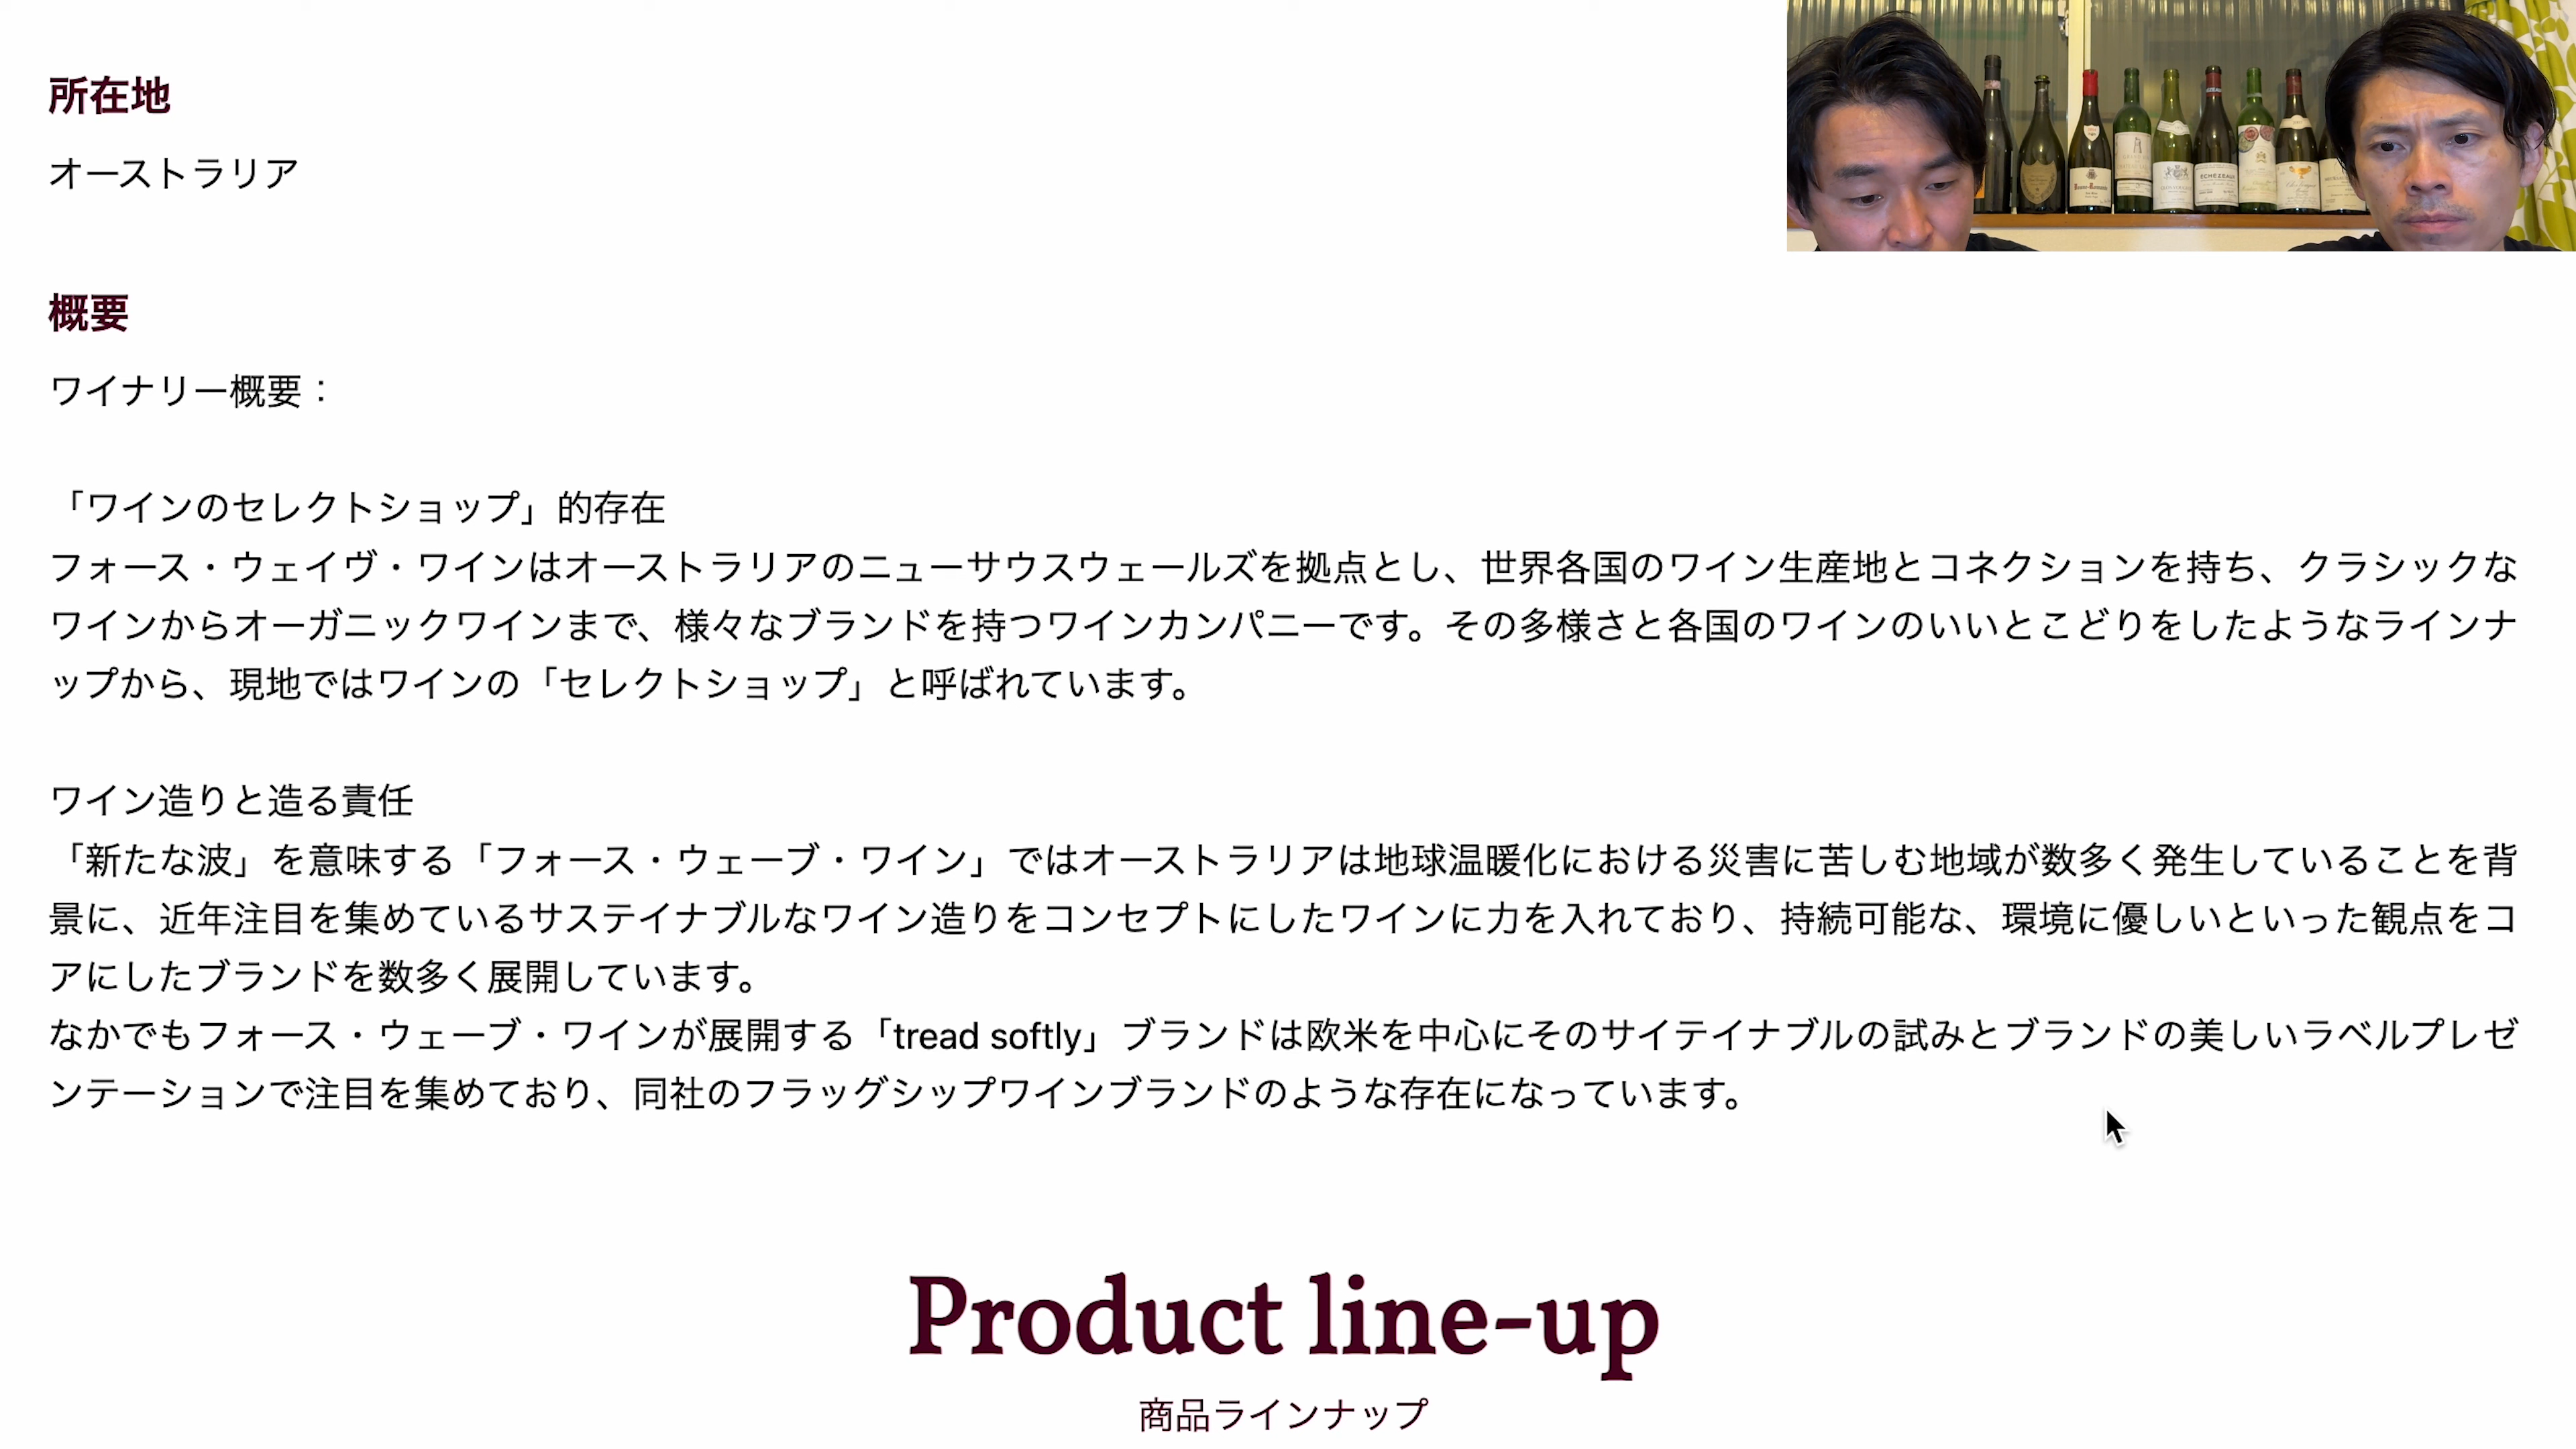 所在地
オーストラリア
概要
ワイナリー概要：
「ワインのセレクトショップ」的存在
フォース・ウェイヴ・ワインはオーストラリアのニューサウスウェールズを拠点とし、世界各国のワイン生産地とコネクションを持ち、クラシックな
ワインからオーガニックワインまで、様々なブランドを持つワインカンパニーです。その多様さと各国のワインのいいとこどりをしたようなラインナ
ップから、現地ではワインの「セレクトショップ」と呼ばれています。
ワイン造りと造る責任
「新たな波」を意味する「フォース・ウェーブ・ワイン」ではオーストラリアは地球温暖化における災害に苦しむ地域が数多く発生していることを背
景に、近年注目を集めているサステイナブルなワイン造りをコンセプトにしたワインに力を入れており、持続可能な、環境に優しいといった観点をコ
アにしたブランドを数多く展開しています。
なかでもフォース・ウェーブ・ワインが展開する「tread softly」ブランドは欧米を中心にそのサイテイナブルの試みとブランドの美しいラベルプレゼ
ンテーションで注目を集めており、同社のフラッグシップワインブランドのような存在になっています。
Product line-up
商品ラインナップ
ECHEZEAUX